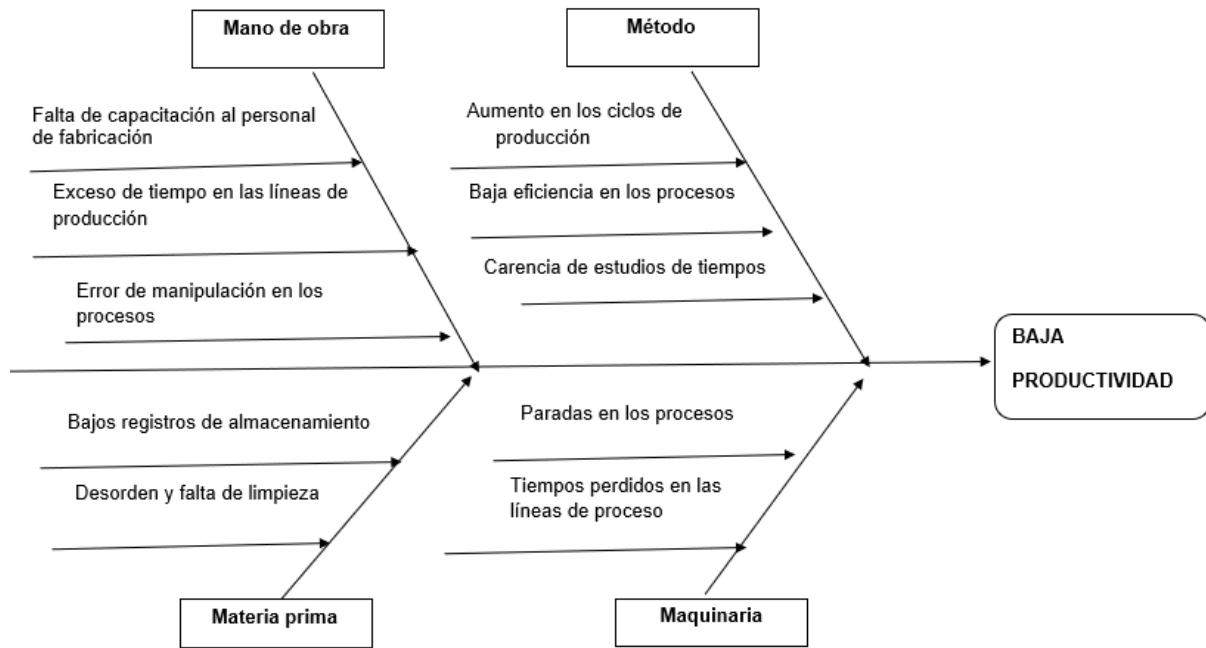 Mano de obra
Método
Falta de capacitación al personal
de fabricación
Exceso de tiempo en las líneas de
producción
Error de manipulación en los
procesos
Aumento en los ciclos de
producción
Baja eficiencia en los procesos
Carencia de estudios de tiempos
BAJA
PRODUCTIVIDAD
Bajos registros de almacenamiento
Desorden y falta de limpieza
Paradas en los procesos
Tiempos perdidos en las
líneas de proceso
Materia prima
Maquinaria